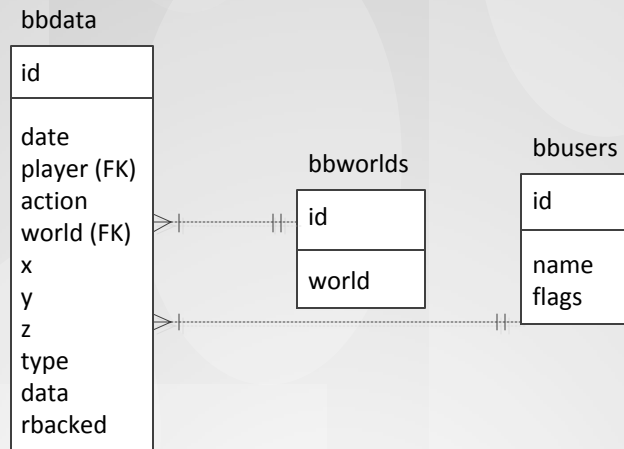 bbdata
id
date
player (FK)
action
world (FK)
x
y
z
type
data
rbacked
bbworlds
id
world
bbusers
id
name
flags